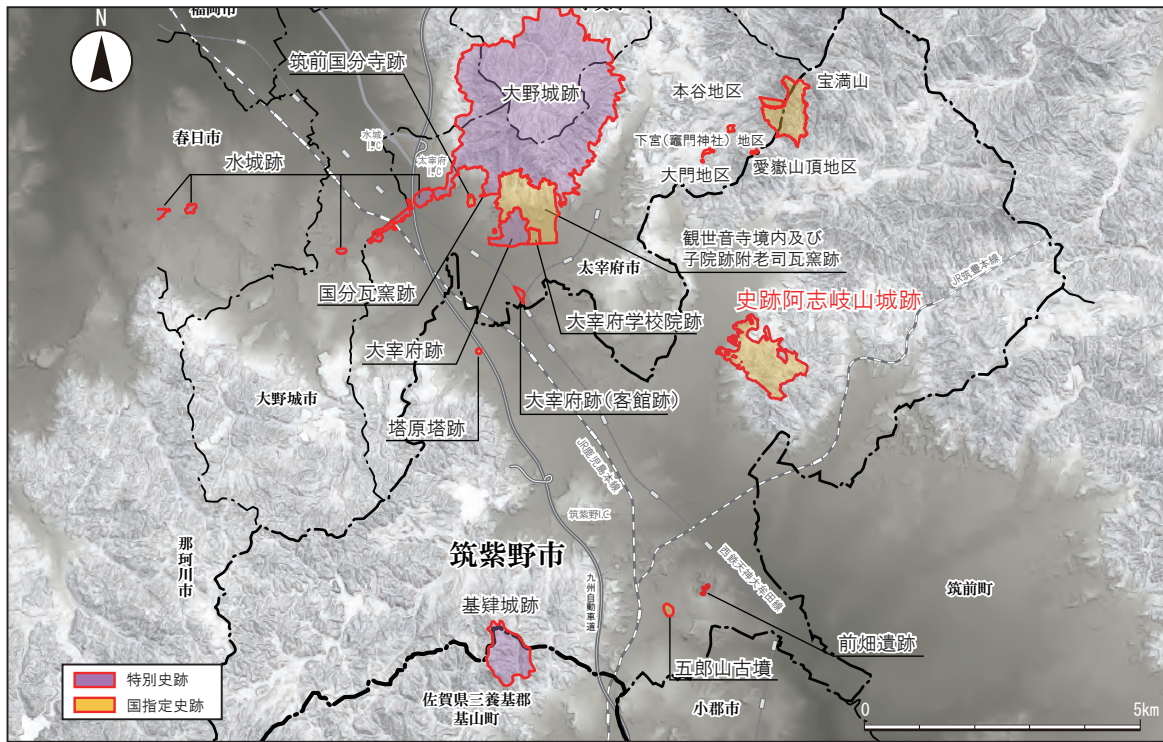 福岡市
N
筑前国分寺跡
大野城跡
本谷地区
宝満山
春日市
水城
I.C
太宰府
I.C
下宮(竈門神社) 地区
水城跡
大門地区
愛嶽山頂地区
観世音寺境内及び
子院跡附老司瓦窯跡
太宰府市
JR筑豊本線
国分瓦窯跡
史跡阿志岐山城跡
大宰府学校院跡
大宰府跡
大野城市
大宰府跡(客館跡)
塔原塔跡
JR鹿児島本線
筑紫野I.C
筑紫野市
那珂川市
西鉄天神大牟田線
九州自動車道
筑前町
基肄城跡
前畑遺跡
五郎山古墳
特別史跡
国指定史跡
佐賀県三養基郡
基山町
小郡市
0
5km